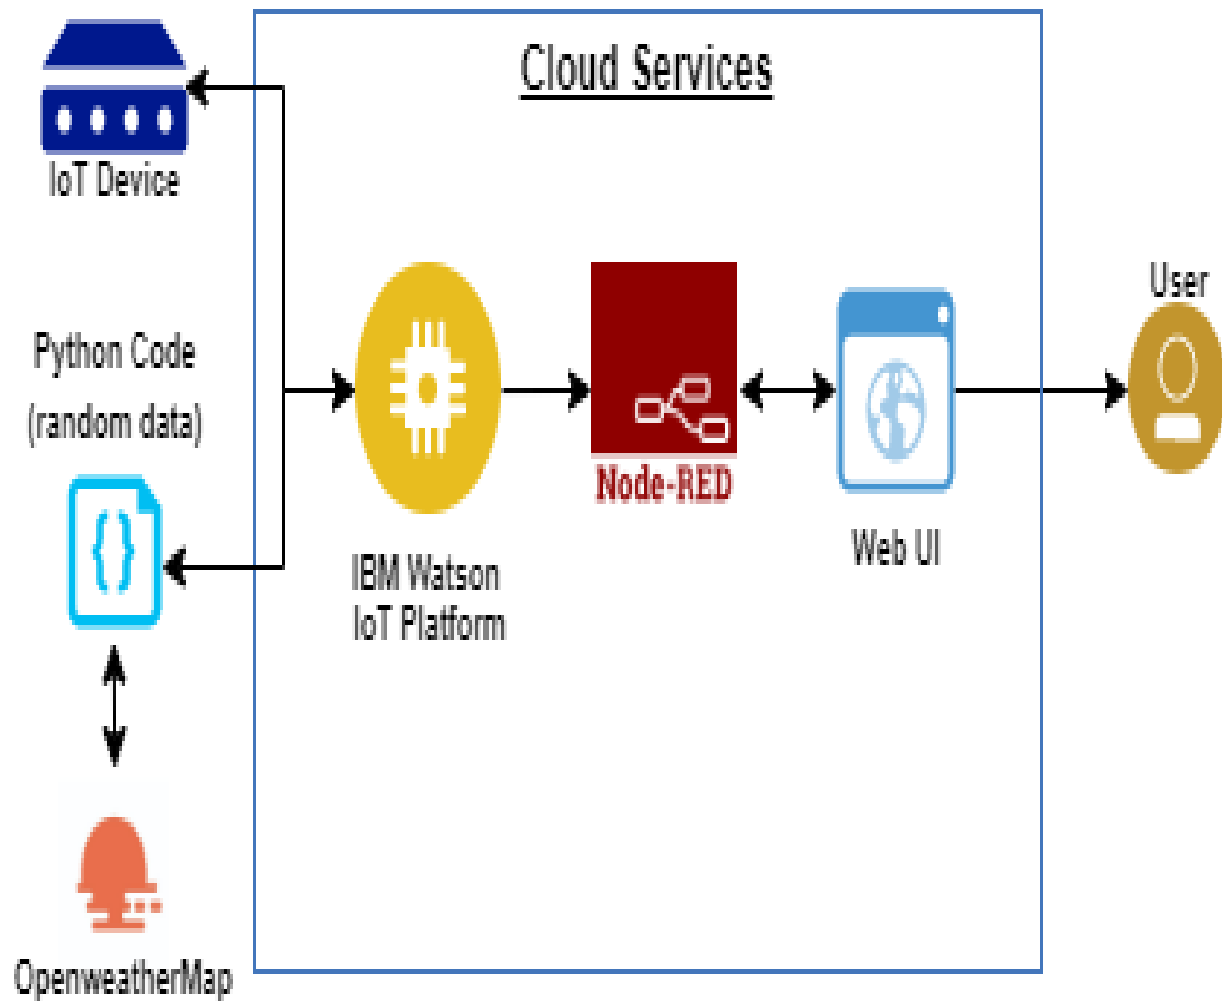 Cloud Services
IoT Device
User
Python Code
(random data)
Node-RED
Web UI
IBM Watson
IoT Platform
{}
OpenweatherMap